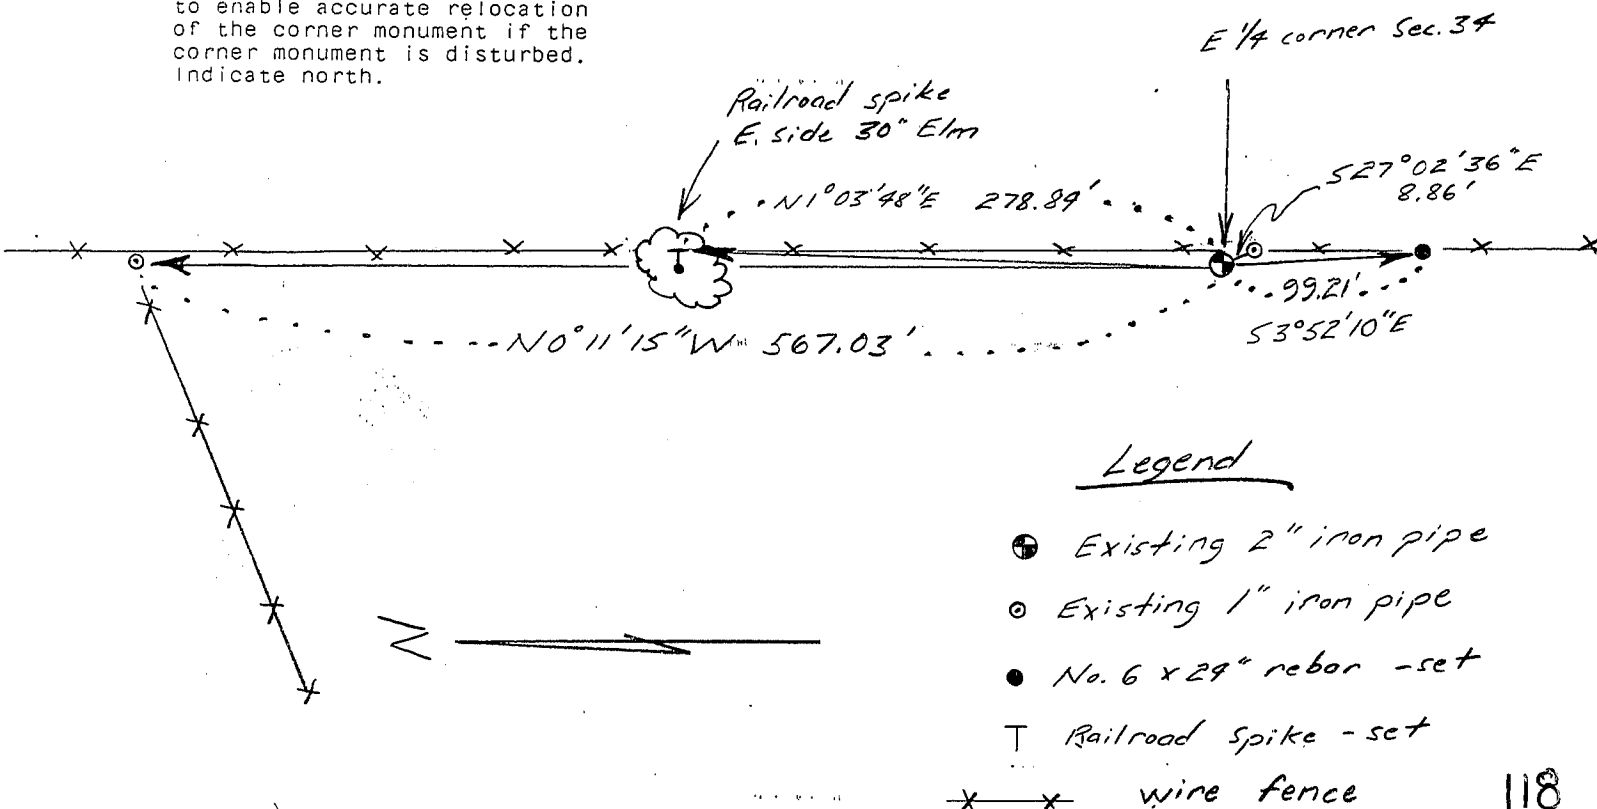 to enable accurate relocation
of the corner monument if the
corner monument is disturbed.
Indicate north.
E 1/4 corner Sec. 34
Railroad spike
E. side 30" Elm
S27°02'36"E
8.86'
N1°03'48"E 278.84'
99.21'
S3°52'10"E
N0°11'15"W 567.03'
Legend
Existing 2" iron pipe
Existing 1" iron pipe
No. 6 x 24" rebar -set
T Railroad spike - set
wire fence
N
118